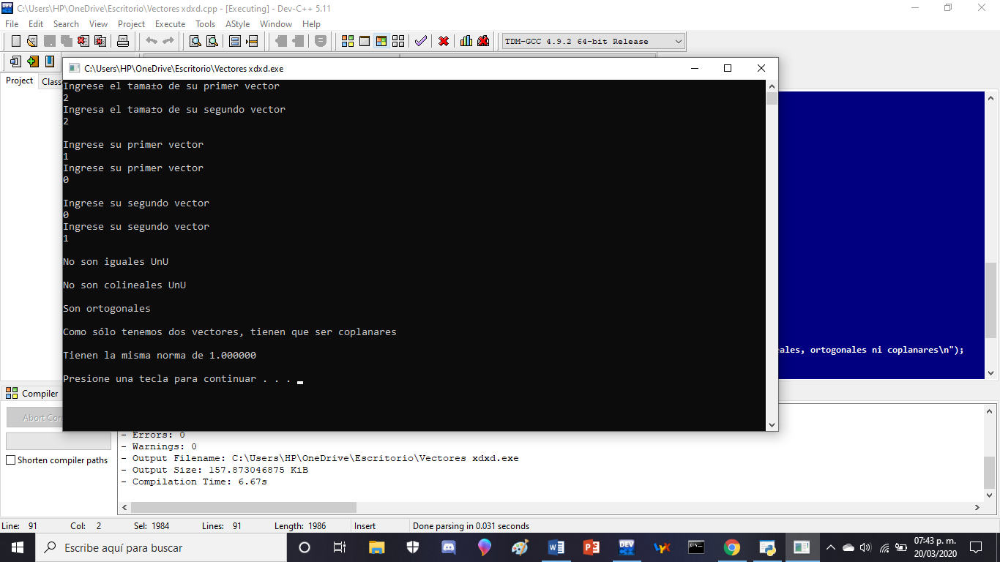 C:\Users\HP\OneDrive\Escritorio\Vectores xdxd.cpp - [Executing] - Dev-C++ 5.11
File Edit Search View Project Execute Tools AStyle Window Help
TDM-GCC 4.9.2 64-bit Release
C:\Users\HP\OneDrive\Escritorio\Vectores xdxd.exe
Project Class
Ingrese el tama±o de su primer vector
2
Ingresa el tama±o de su segundo vector
2
Ingrese su primer vector
1
Ingrese su primer vector
0
Ingrese su segundo vector
0
Ingrese su segundo vector
1
No son iguales UnU
No son colineales UnU
Son ortogonales
Como sólo tenemos dos vectores, tienen que ser coplanares
Tienen la misma norma de 1.000000
Presione una tecla para continuar . . .
eales, ortogonales ni coplanares\n");
Compiler
Abort Con
Shorten compiler paths
- Errors: 0
- Warnings: 0
- Output Filename: C:\Users\HP\OneDrive\Escritorio\Vectores xdxd.exe
- Output Size: 157.873046875 KiB
- Compilation Time: 6.67s
Line: 91 Col: 2 Sel: 1984 Lines: 91 Length: 1986 Insert Done parsing in 0.031 seconds
Escribe aquí para buscar
07:43 p. m.
20/03/2020